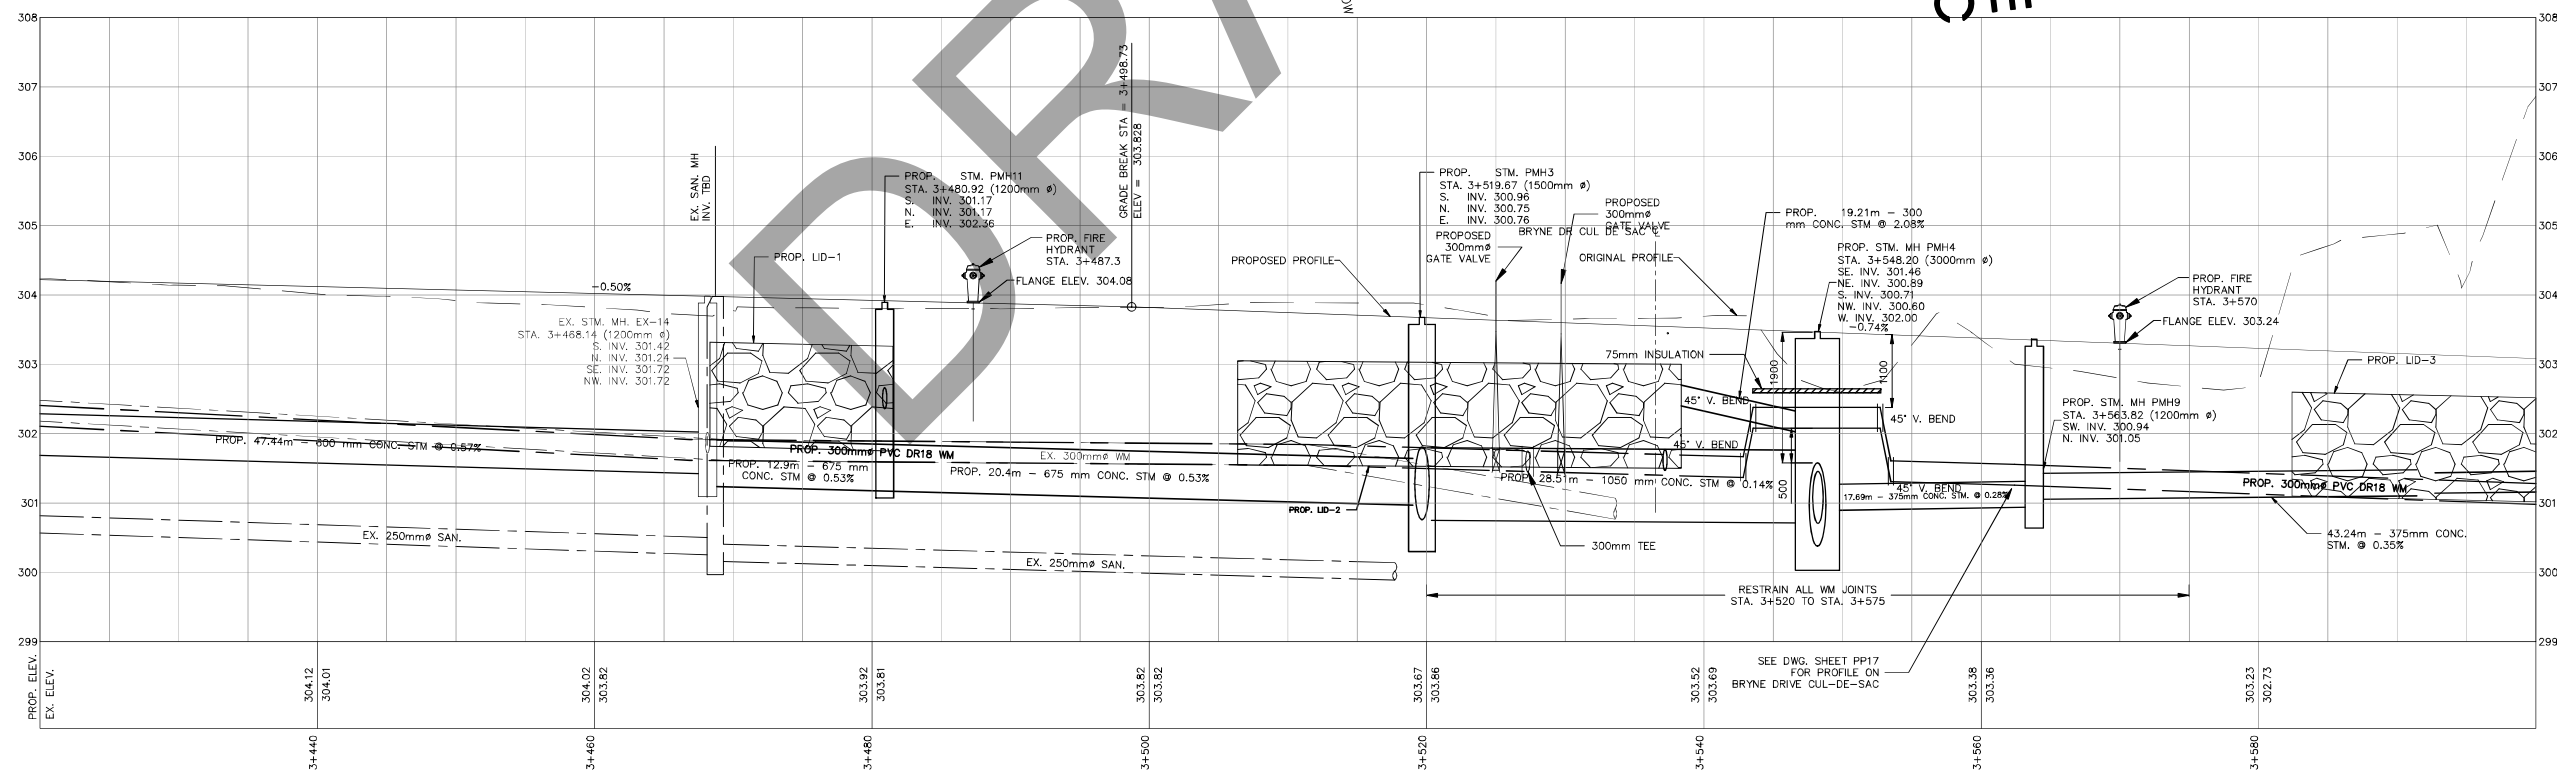 308
307
306
305
304
303
302
301
300
299
308
307
306
305
304
303
302
301
300
299
DRA
-0.50%
EX. SAN. MH
INV. TBD
EX. STM. MH. EX-14
STA. 3+468.14 (1200mm ø)
S. INV. 301.42
N. INV. 301.24
SE. INV. 301.72
NW. INV. 301.72
PROP. LID-1
PROP. STM. PMH11
STA. 3+480.92 (1200mm ø)
S. INV. 301.17
N. INV. 301.17
E. INV. 302.36
PROP. FIRE
HYDRANT
STA. 3+487.3
FLANGE ELEV. 304.08
GRADE BREAK STA = 3+498.73
ELEV = 303.828
PROPOSED PROFILE
PROP. STM. PMH3
STA. 3+519.67 (1500mm ø)
S. INV. 300.96
N. INV. 300.75
E. INV. 300.76
PROPOSED
300mmø
GATE VALVE
PROPOSED
300mmø
GATE VALVE
BRYNE DR CUL DE SAC ℄
ORIGINAL PROFILE
PROP. 19.21m - 300
mm CONC. STM @ 2.08%
PROP. STM. MH PMH4
STA. 3+548.20 (3000mm ø)
SE. INV. 301.46
NE. INV. 300.89
S. INV. 300.71
NW. INV. 300.60
W. INV. 302.00
-0.74%
75mm INSULATION
1900
1100
500
45° V. BEND
45° V. BEND
45° V. BEND
45° V. BEND
PROP. FIRE
HYDRANT
STA. 3+570
FLANGE ELEV. 303.24
PROP. STM. MH PMH9
STA. 3+563.82 (1200mm ø)
SW. INV. 300.94
N. INV. 301.05
PROP. LID-3
PROP. 47.44m - 600 mm CONC. STM @ 0.57%
PROP. 300mmø PVC DR18 WM
EX. 300mmø WM
PROP. 12.9m - 675 mm
CONC. STM @ 0.53%
PROP. 20.4m - 675 mm CONC. STM @ 0.53%
PROP. 28.51m - 1050 mm CONC. STM @ 0.14%
17.69m - 375mm CONC. STM. @ 0.28%
PROP. 300mmø PVC DR18 WM
PROP. LID-2
300mm TEE
43.24m - 375mm CONC.
STM. @ 0.35%
EX. 250mmø SAN.
EX. 250mmø SAN.
RESTRAIN ALL WM JOINTS
STA. 3+520 TO STA. 3+575
SEE DWG. SHEET PP17
FOR PROFILE ON
BRYNE DRIVE CUL-DE-SAC
PROP. ELEV.
EX. ELEV.
304.12
304.01
304.02
303.82
303.92
303.81
303.82
303.82
303.67
303.86
303.52
303.69
303.38
303.36
303.23
302.73
3+440
3+460
3+480
3+500
3+520
3+540
3+560
3+580